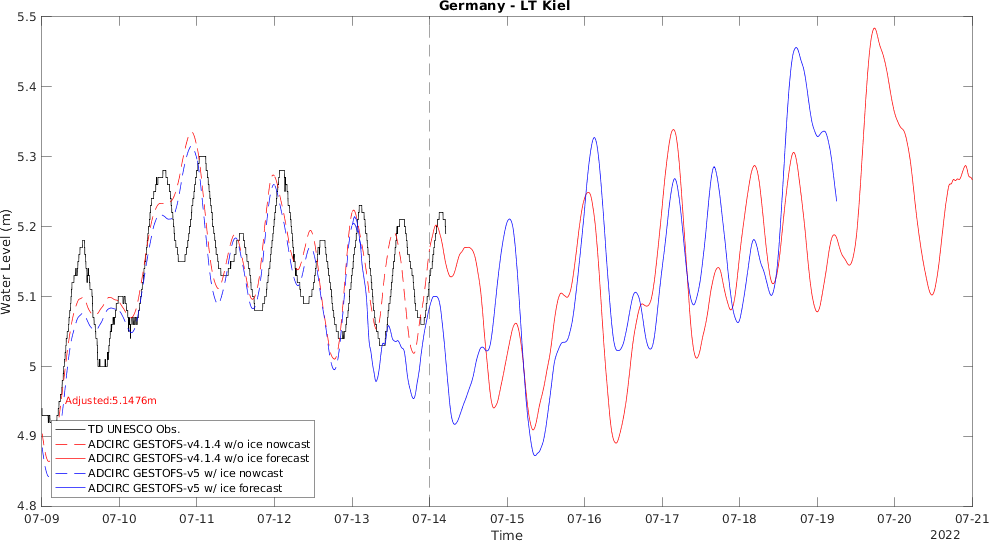 Germany - LT Kiel
Water Level (m)
5.5
5.4
5.3
5.2
5.1
5
4.9
4.8
Adjusted:5.1476m
TD UNESCO Obs.
ADCIRC GESTOFS-v4.1.4 w/o ice nowcast
ADCIRC GESTOFS-v4.1.4 w/o ice forecast
ADCIRC GESTOFS-v5 w/ ice nowcast
ADCIRC GESTOFS-v5 w/ ice forecast
07-09 07-10 07-11 07-12 07-13 07-14 07-15 07-16 07-17 07-18 07-19 07-20 07-21
Time
2022